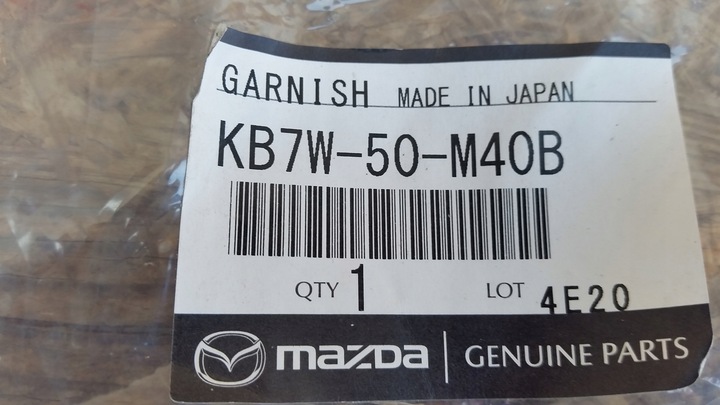 GARNISH MADE IN JAPAN
KB7W-50-M40B
QTY 1 LOT 4E20
mazda | GENUINE PARTS